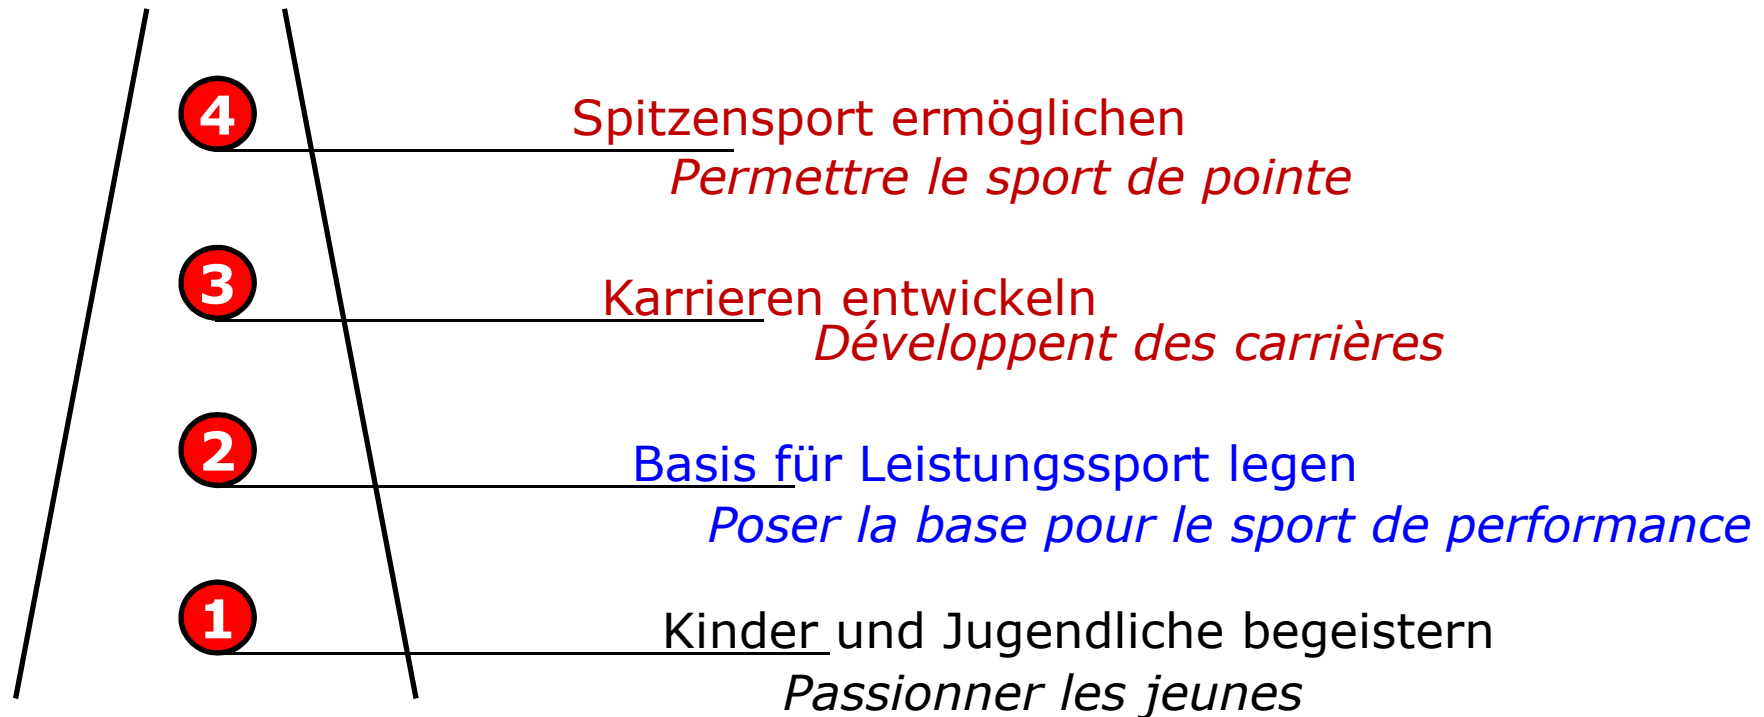 4
Spitzensport ermöglichen
Permettre le sport de pointe
3
Karrieren entwickeln
Développent des carrières
2
Basis für Leistungssport legen
Poser la base pour le sport de performance
1
Kinder und Jugendliche begeistern
Passionner les jeunes